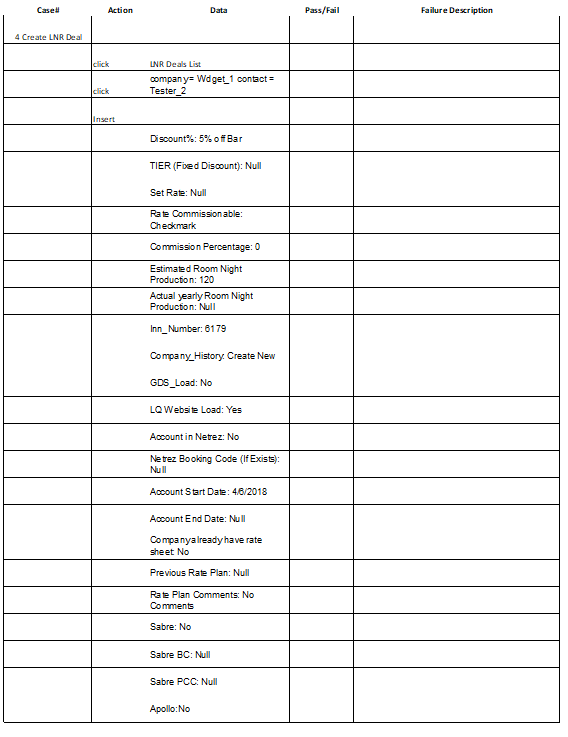 Case# Action Data Pass/Fail Failure Description
4 Create LNR Deal
click LNR Deals List
company= Wdget_1 contact =
click Tester_2
Insert
Discount%: 5% off Bar
TIER (Fixed Discount): Null
Set Rate: Null
Rate Commissionable:
Checkmark
Commission Percentage: 0
Estimated Room Night
Production: 120
Actual yearly Room Night
Production: Null
Inn_Number: 6179
Company_History: Create New
GDS_Load: No
LQ Website Load: Yes
Account in Netrez: No
Netrez Booking Code (If Exists):
Null
Account Start Date: 4/6/2018
Account End Date: Null
Company already have rate
sheet: No
Previous Rate Plan: Null
Rate Plan Comments: No
Comments
Sabre: No
Sabre BC: Null
Sabre PCC: Null
Apollo:No